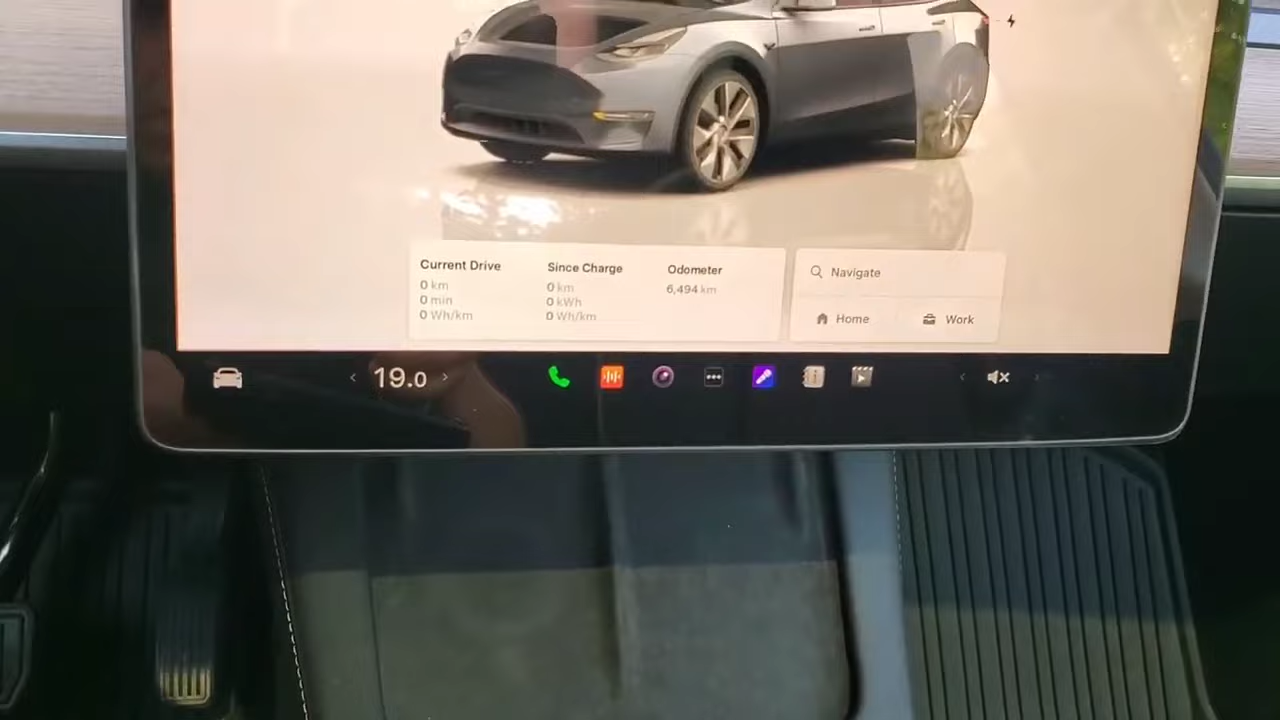 Current Drive
0 km
0 min
0 Wh/km
Since Charge
0 km
0 kWh
0 Wh/km
Odometer
6,494 km
Navigate
Home
Work
19.0